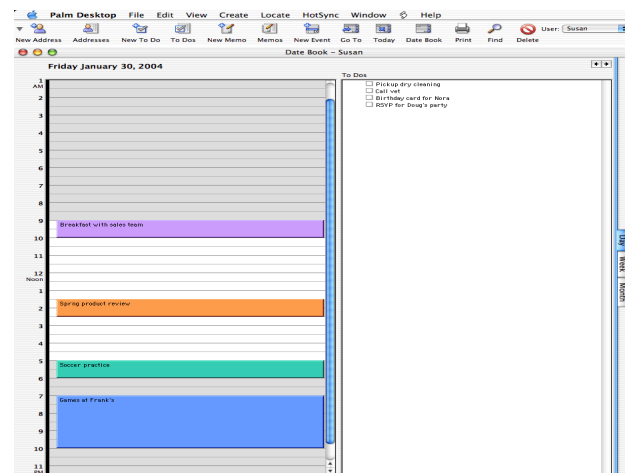 Palm Desktop File Edit View Create Locate HotSync Window Help
New Address Addresses New To Do To Dos New Memo Memos New Event Go To Today Date Book Print Find Delete User: Susan
Date Book – Susan
Friday January 30, 2004
To Dos
1
AM
2
3
4
5
6
7
8
9
10
11
12
Noon
1
2
3
4
5
6
7
8
9
10
11
PM
Breakfast with sales team
Spring product review
Soccer practice
Games at Frank's
Pickup dry cleaning
Call vet
Birthday card for Nora
RSVP for Doug's party
Day
Week
Month